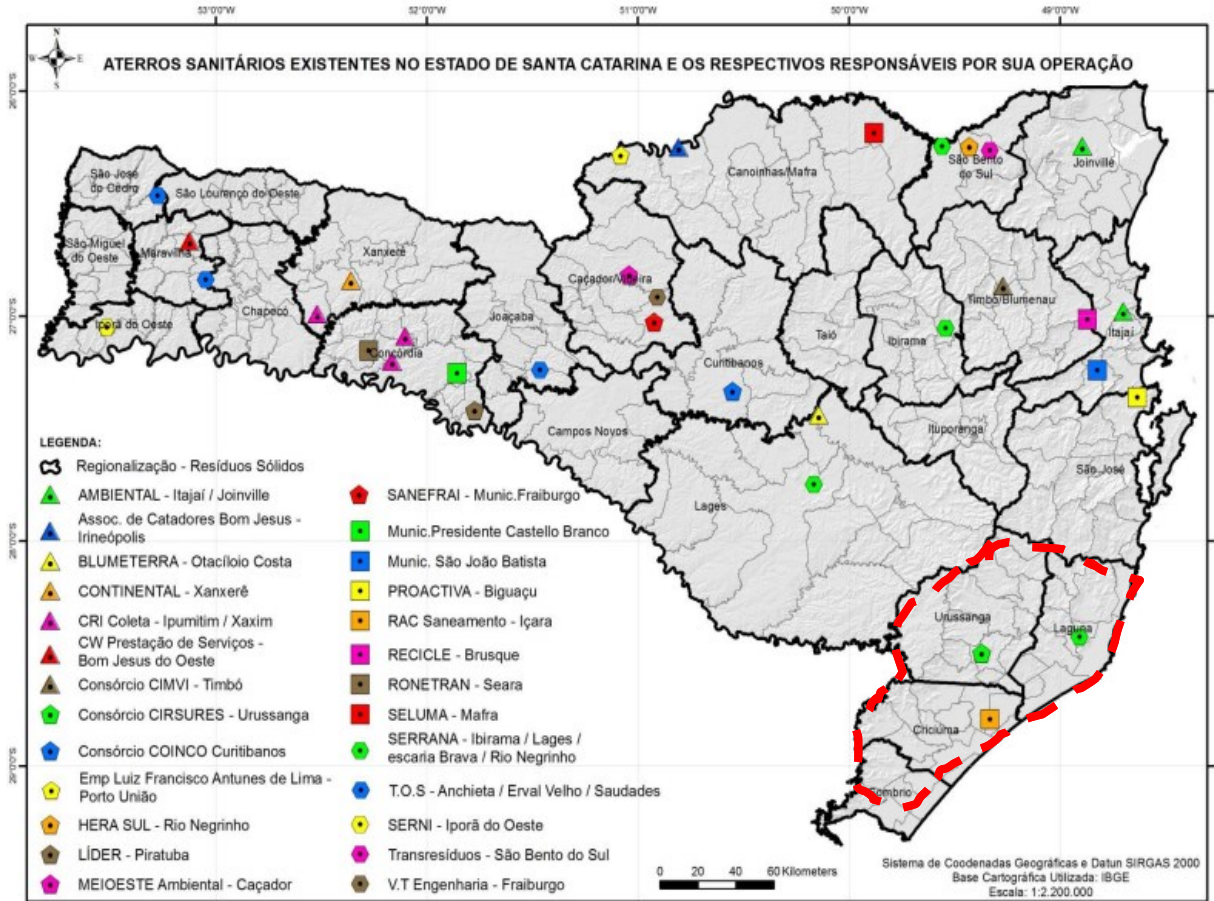 53°0'0"S 52°0'0"S 51°0'0"S 50°0'0"S 49°0'0"S
N
W E
S
ATERROS SANITÁRIOS EXISTENTES NO ESTADO DE SANTA CATARINA E OS RESPECTIVOS RESPONSÁVEIS POR SUA OPERAÇÃO
26°0'0"S
27°0'0"S
28°0'0"S
29°0'0"S
São José
do Cedro
São Lourenço do Oeste
São Miguel
do Oeste
Maravilha
Iporã do Oeste
Chapecó
Xanxerê
Concórdia
Joaçaba
Caçador/Videira
Canoinhas/Mafra
São Bento
do Sul
Joinville
Timbó/Blumenau
Itajaí
Taió
Ibirama
Curitibanos
Campos Novos
Ituporanga
Lages
São José
Urussanga
Laguna
Criciúma
Sombrio
LEGENDA:
Regionalização - Resíduos Sólidos
AMBIENTAL - Itajaí / Joinville
Assoc. de Catadores Bom Jesus -
Irineópolis
BLUMETERRA - Otacíloio Costa
CONTINENTAL - Xanxerê
CRI Coleta - Ipumitim / Xaxim
CW Prestação de Serviços -
Bom Jesus do Oeste
Consórcio CIMVI - Timbó
Consórcio CIRSURES - Urussanga
Consórcio COINCO Curitibanos
Emp Luiz Francisco Antunes de Lima -
Porto União
HERA SUL - Rio Negrinho
LÍDER - Piratuba
MEIOESTE Ambiental - Caçador
SANEFRAI - Munic.Fraiburgo
Munic.Presidente Castello Branco
Munic. São João Batista
PROACTIVA - Biguaçu
RAC Saneamento - Içara
RECICLE - Brusque
RONETRAN - Seara
SELUMA - Mafra
SERRANA - Ibirama / Lages /
escaria Brava / Rio Negrinho
T.O.S - Anchieta / Erval Velho / Saudades
SERNI - Iporã do Oeste
Transresíduos - São Bento do Sul
V.T Engenharia - Fraiburgo
0 20 40 60 Kilometers
Sistema de Coodenadas Geográficas e Datun SIRGAS 2000
Base Cartográfica Utilizada: IBGE
Escala: 1:2.200.000